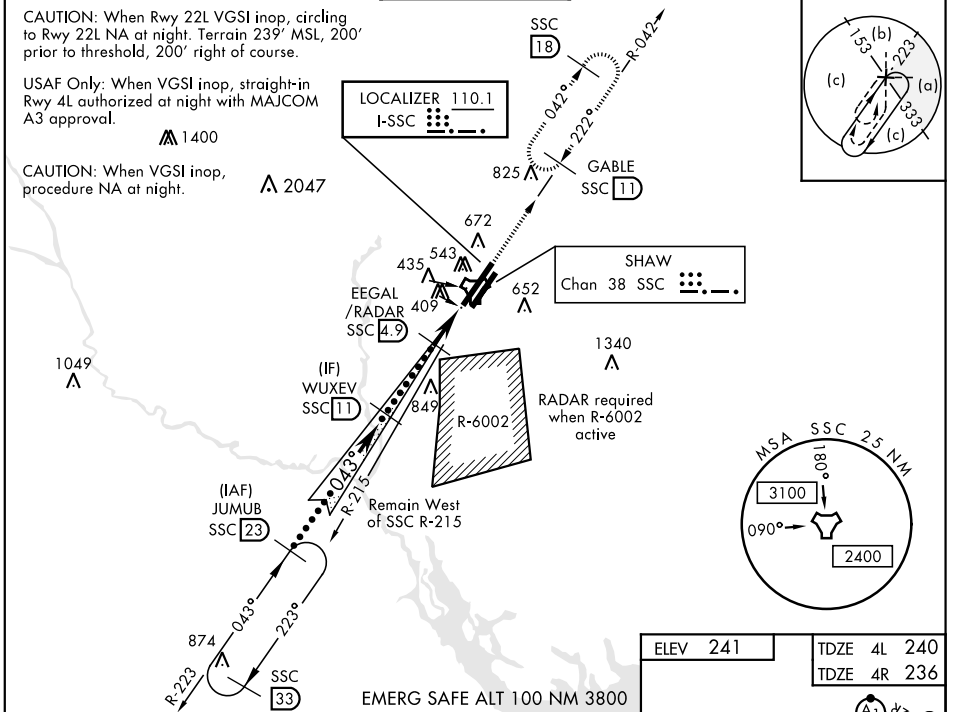 CAUTION: When Rwy 22L VGSI inop, circling
to Rwy 22L NA at night. Terrain 239' MSL, 200'
prior to threshold, 200' right of course.
USAF Only: When VGSI inop, straight-in
Rwy 4L authorized at night with MAJCOM
A3 approval.
1400
CAUTION: When VGSI inop,
procedure NA at night.
2047
LOCALIZER 110.1
I-SSC
SSC
18
R-042
042°
222°
825
GABLE
SSC 11
153
(b)
223
(c)
(a)
333
(c)
672
543
435
409
EEGAL
/RADAR
SSC 4.9
SHAW
Chan 38 SSC
652
1340
1049
(IF)
WUXEV
SSC 11
849
R-6002
RADAR required
when R-6002
active
043°
R-215
Remain West
of SSC R-215
(IAF)
JUMUB
SSC 23
MSA SSC 25 NM
180°
3100
090°
2400
043°
223°
874
R-223
SSC
33
EMERG SAFE ALT 100 NM 3800
ELEV 241
TDZE 4L 240
TDZE 4R 236